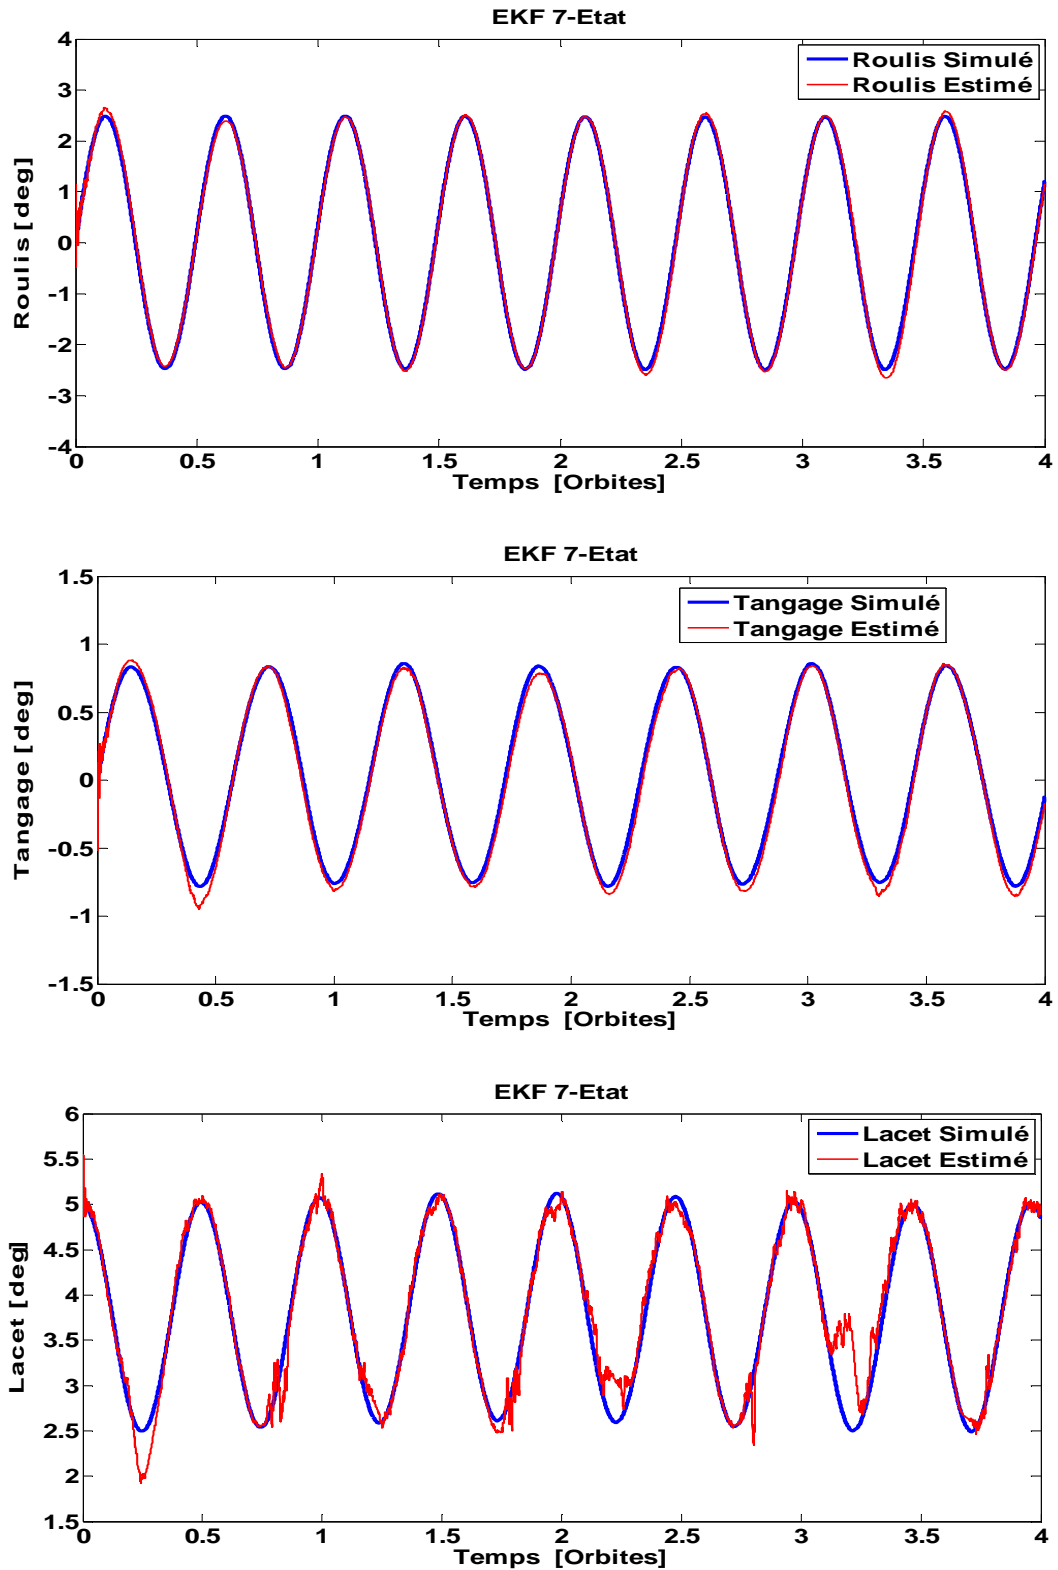 EKF 7-Etat
4
3
2
1
0
-1
-2
-3
-4
Roulis [deg]
Roulis Simulé
Roulis Estimé
0 0.5 1 1.5 2 2.5 3 3.5 4
Temps [Orbites]
EKF 7-Etat
1.5
1
0.5
0
-0.5
-1
-1.5
Tangage [deg]
Tangage Simulé
Tangage Estimé
0 0.5 1 1.5 2 2.5 3 3.5 4
Temps [Orbites]
EKF 7-Etat
6
5.5
5
4.5
4
3.5
3
2.5
2
1.5
Lacet [deg]
Lacet Simulé
Lacet Estimé
0 0.5 1 1.5 2 2.5 3 3.5 4
Temps [Orbites]